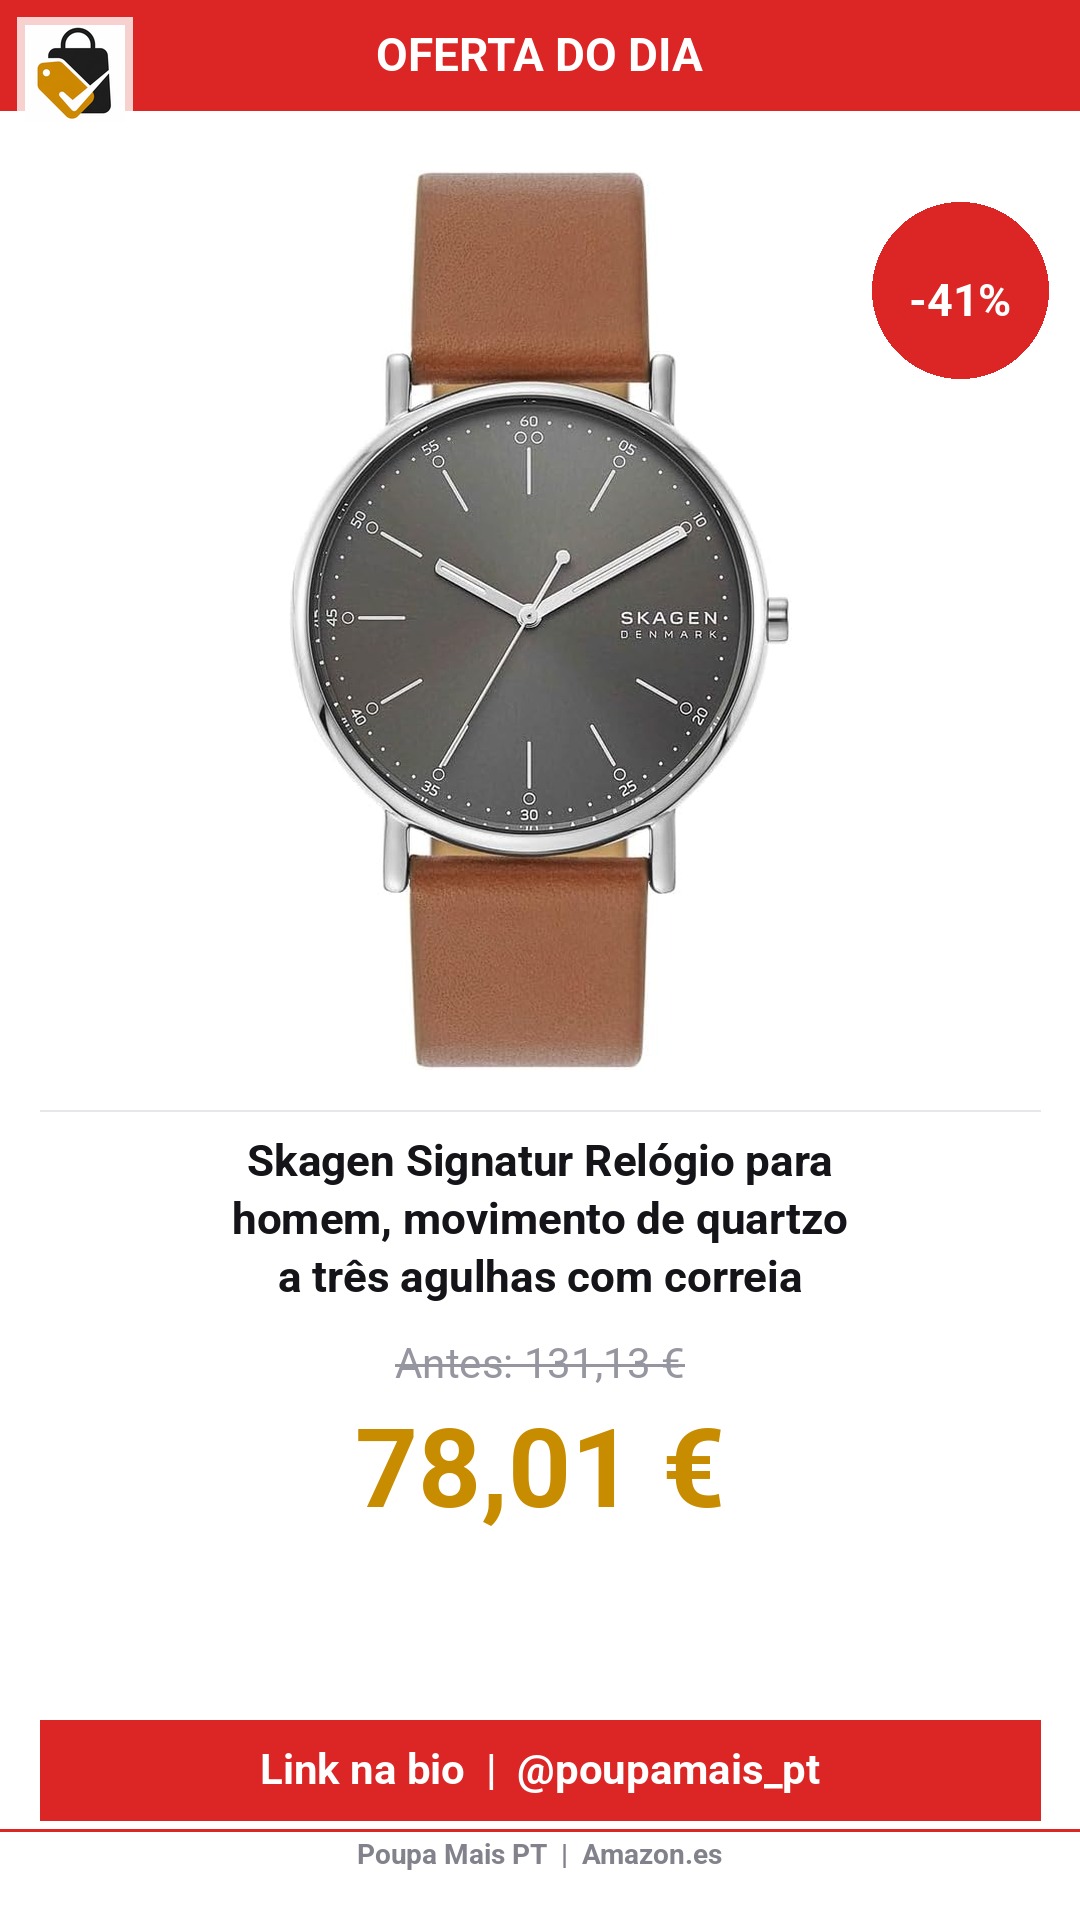 OFERTA DO DIA
-41%
60
55
05
50
10
SKAGEN
DENMARK
45
40
20
35
25
30
Skagen Signatur Relógio para
homem, movimento de quartzo
a três agulhas com correia
Antes: 131,13 €
78,01 €
Link na bio | @poupamais_pt
Poupa Mais PT | Amazon.es